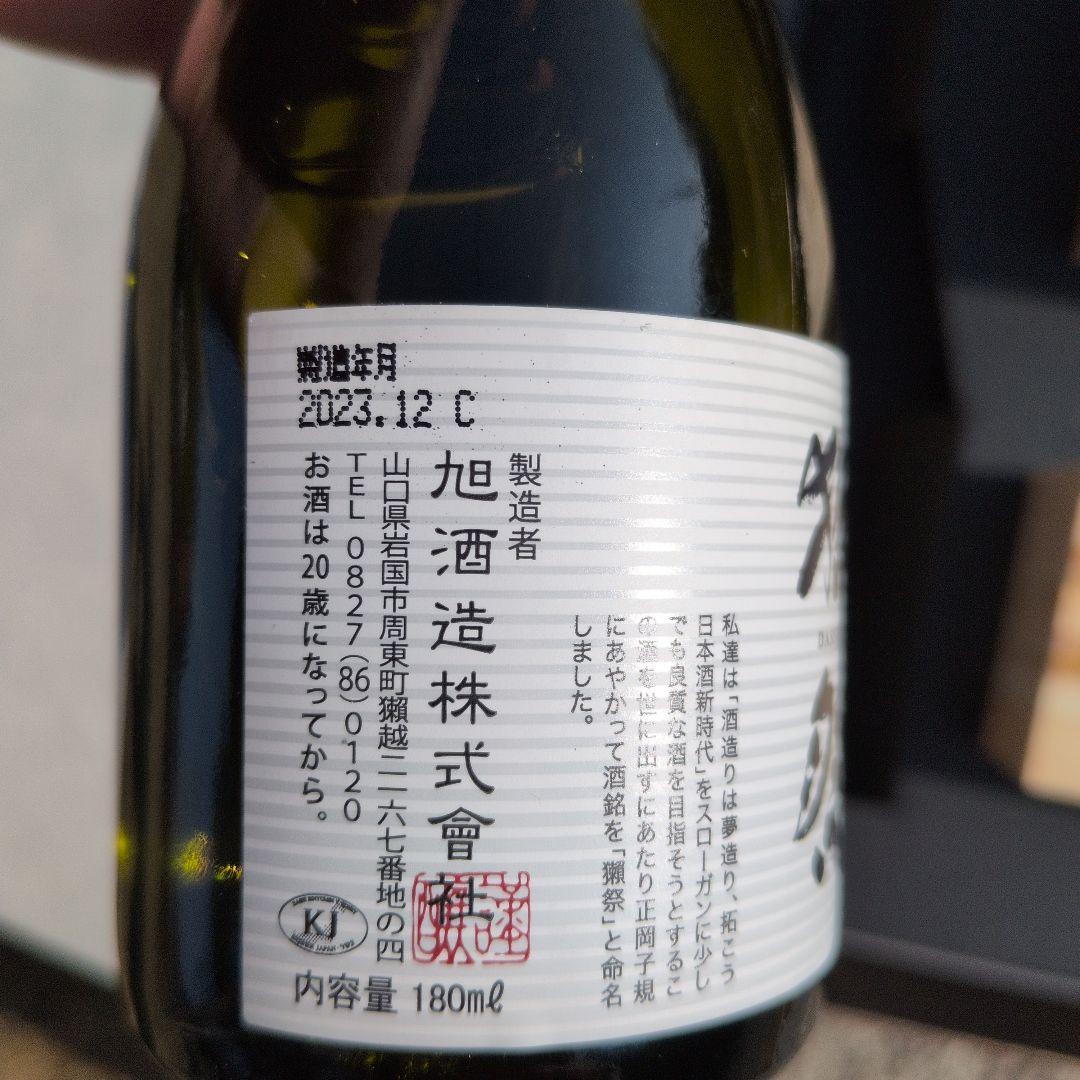 製造年月
2023.12 C
製造者
旭酒造株式會社
山口県岩国市周東町獺越二一六七番地の四
TEL 0827(86)0120
お酒は20歳になってから。
私達は「酒造りは夢造り、拓こう
日本酒新時代」をスローガンに少し
でも良質な酒を目指そうとするこ
の酒を世に出すにあたり正岡子規
にあやかって酒銘を「獺祭」と命名
しました。
KJ
内容量 180mℓ